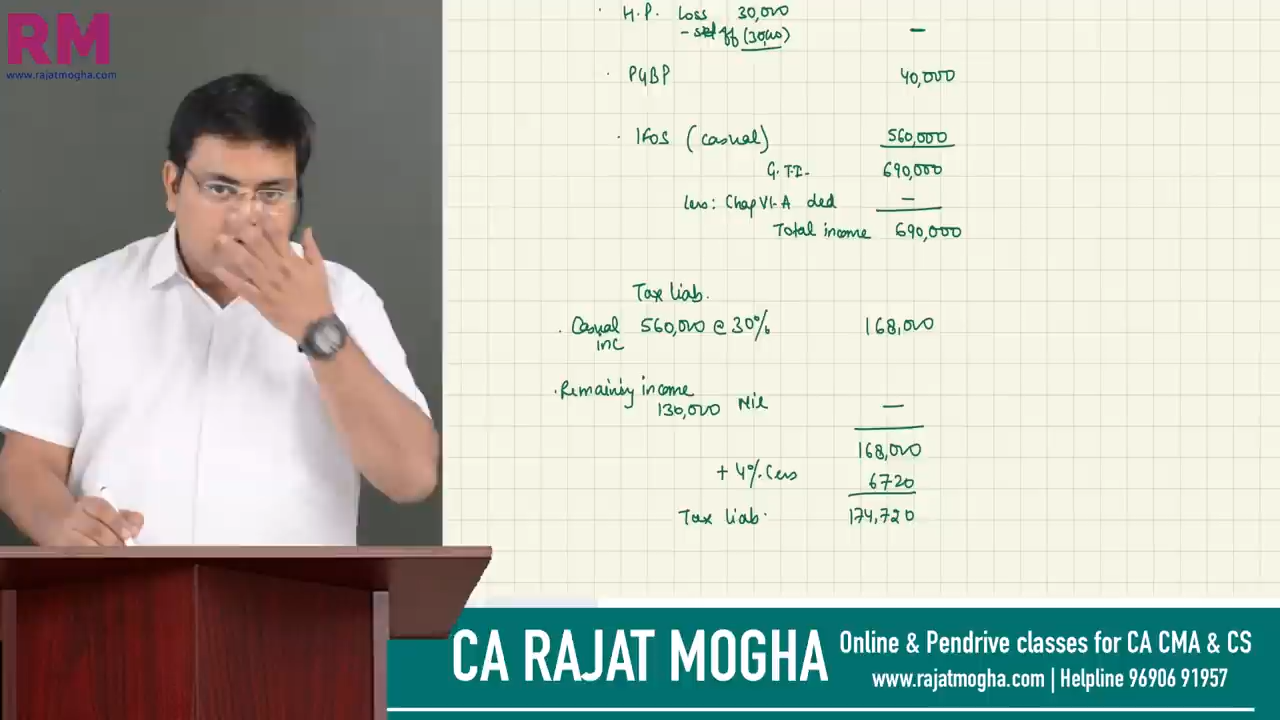 RM
www.rajatmogha.com
· H.P. Loss 30,000
- set off (30,000) —
· PGBP 40,000
· IFOS (casual) 560,000
G.T.I. 690,000
Less: Chap VI-A ded —
Total income 690,000
Tax liab.
· Casual inc 560,000 @ 30% 168,000
· Remaining income
130,000 Nil —
168,000
+ 4% Cess 6720
Tax liab. 174,720
CA RAJAT MOGHA
Online & Pendrive classes for CA CMA & CS
www.rajatmogha.com | Helpline 96906 91957